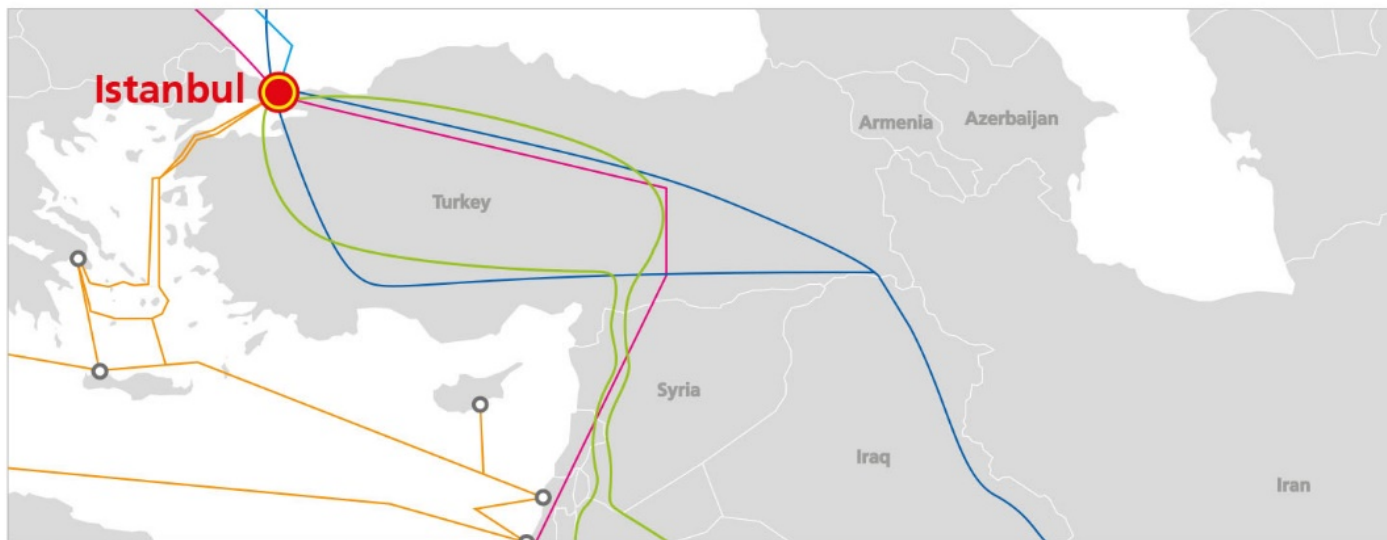 Istanbul
Armenia
Azerbaijan
Turkey
Syria
Iraq
Iran